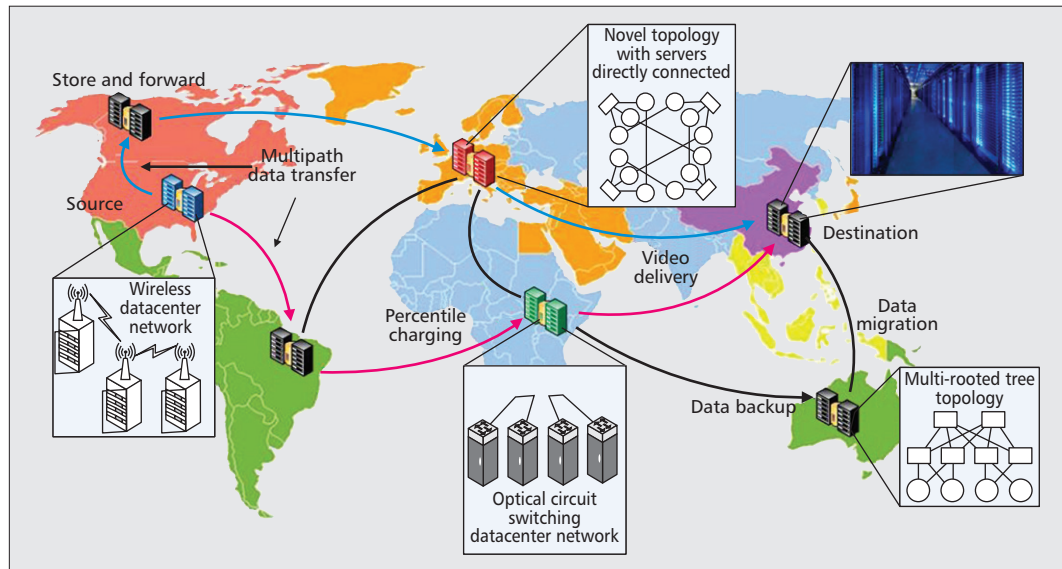 Novel topology
with servers
directly connected
Store and forward
Multipath
data transfer
Source
Destination
Video
delivery
Wireless
datacenter
network
Percentile
charging
Data
migration
Data backup
Multi-rooted tree
topology
Optical circuit
switching
datacenter network